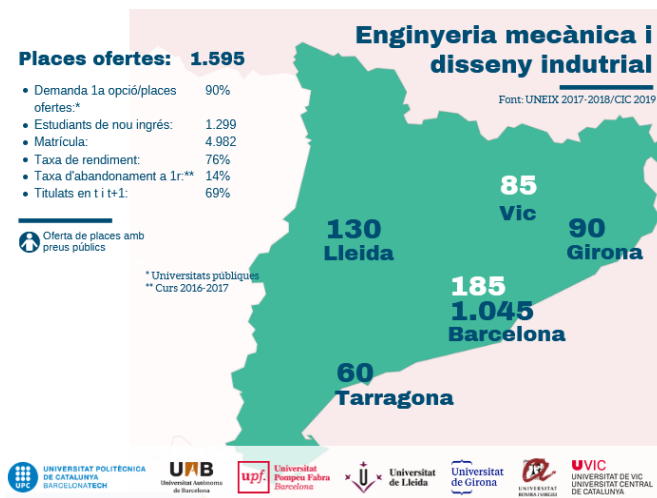 Enginyeria mecànica i
disseny indutrial
Font: UNEIX 2017-2018/CIC 2019
Places ofertes: 1.595
• Demanda 1a opció/places 90%
ofertes:*
• Estudiants de nou ingrés: 1.299
• Matrícula: 4.982
• Taxa de rendiment: 76%
• Taxa d'abandonament a 1r:** 14%
• Titulats en t i t+1: 69%
Oferta de places amb
preus públics
* Universitats públiques
** Curs 2016-2017
85
Vic
130
Lleida
90
Girona
185
1.045
Barcelona
60
Tarragona
UPC
UNIVERSITAT POLITÈCNICA
DE CATALUNYA
BARCELONATECH
UAB
Universitat Autònoma
de Barcelona
upf.
Universitat
Pompeu Fabra
Barcelona
Universitat
de Lleida
Universitat
de Girona
UNIVERSITAT
ROVIRA I VIRGILI
UVIC
UNIVERSITAT DE VIC
UNIVERSITAT CENTRAL
DE CATALUNYA